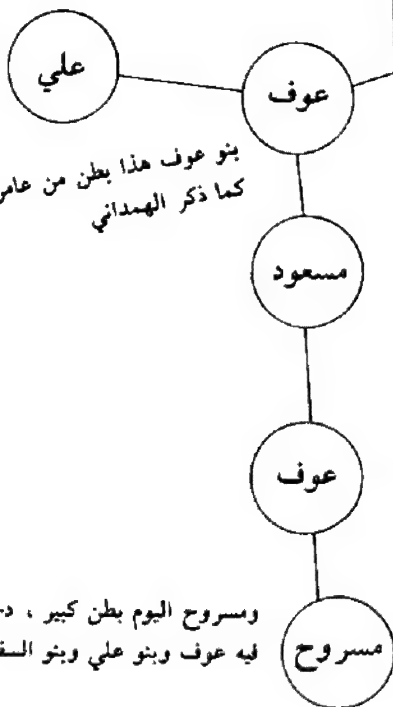 علي
عوف
بنو عوف هذا بطن من
كما ذكر الهمداني
مسعود
عوف
ومسروح اليوم بطن كبير ،
فيه عوف وبنو علي وبنو
مسروح